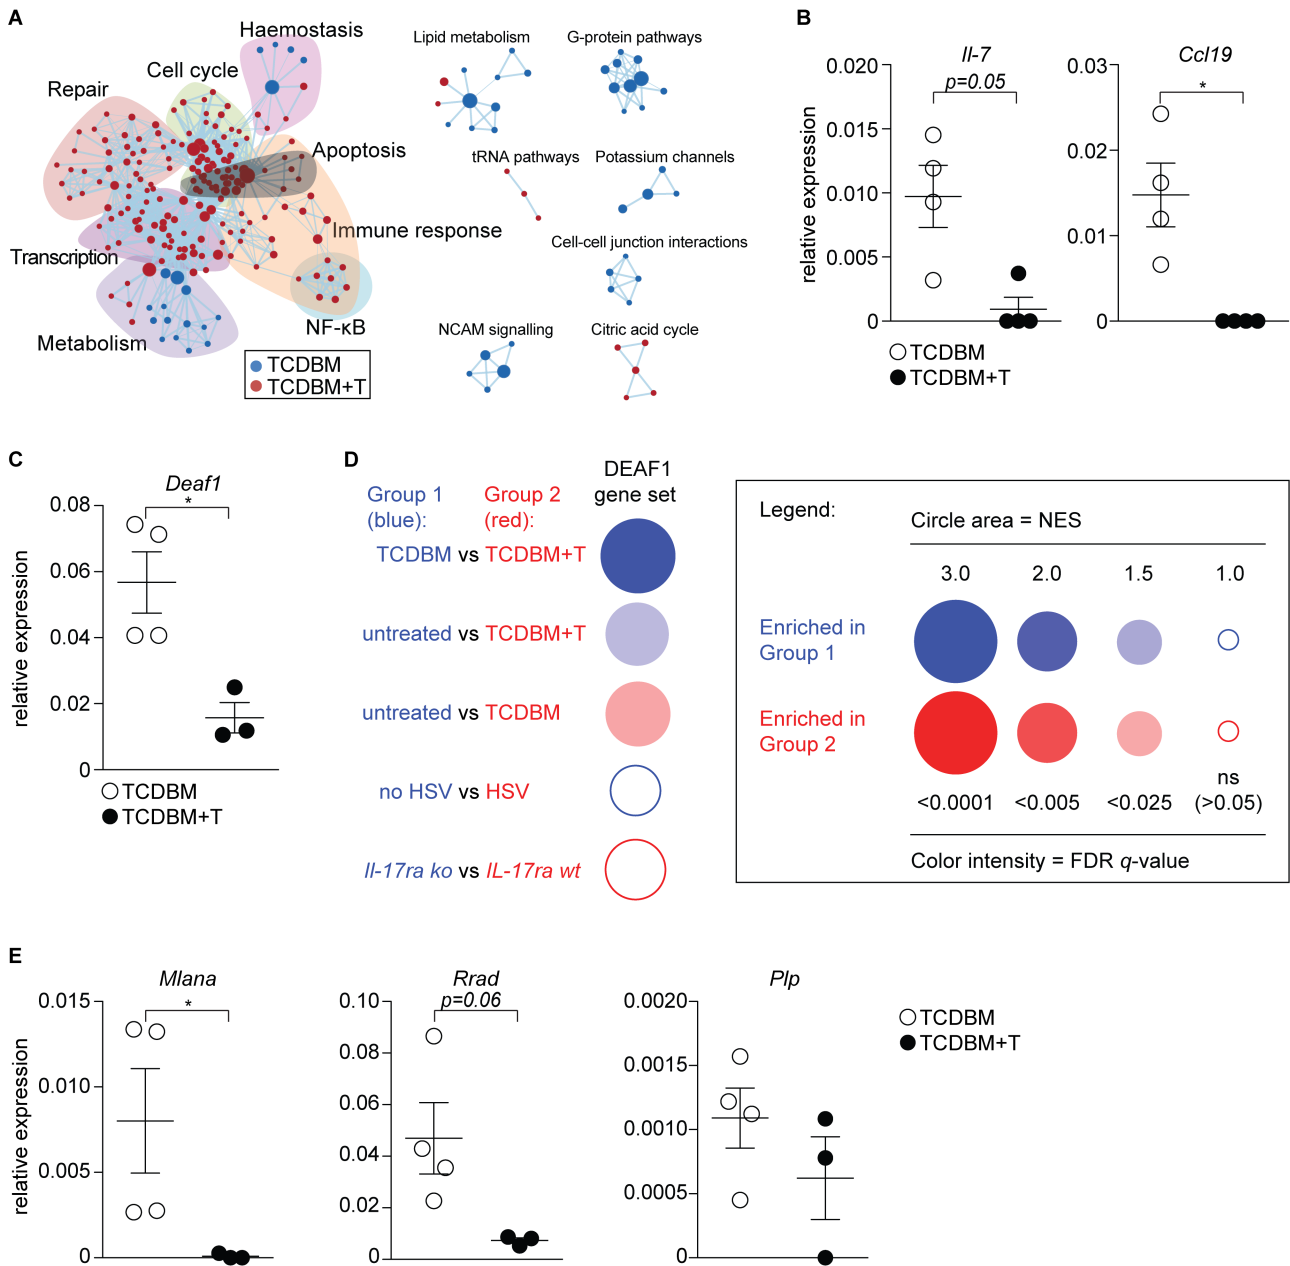 A
Haemostasis
Cell cycle
Repair
Apoptosis
Immune response
Transcription
NF-κB
Metabolism
TCDBM
TCDBM+T
Lipid metabolism
G-protein pathways
tRNA pathways
Potassium channels
Cell-cell junction interactions
NCAM signalling
Citric acid cycle
B
Il-7
p=0.05
relative expression
0.020
0.015
0.010
0.005
0
Ccl19
*
0.03
0.02
0.01
0
TCDBM
TCDBM+T
C
Deaf1
*
relative expression
0.08
0.06
0.04
0.02
0
TCDBM
TCDBM+T
D
DEAF1
gene set
Group 1
(blue):
Group 2
(red):
TCDBM vs TCDBM+T
untreated vs TCDBM+T
untreated vs TCDBM
no HSV vs HSV
Il-17ra ko vs IL-17ra wt
Legend:
Circle area = NES
3.0 2.0 1.5 1.0
Enriched in
Group 1
Enriched in
Group 2
ns
<0.0001 <0.005 <0.025 (>0.05)
Color intensity = FDR q-value
E
Mlana
*
relative expression
0.015
0.010
0.005
0
Rrad
p=0.06
0.10
0.08
0.06
0.04
0.02
0
Plp
0.0020
0.0015
0.0010
0.0005
0
TCDBM
TCDBM+T